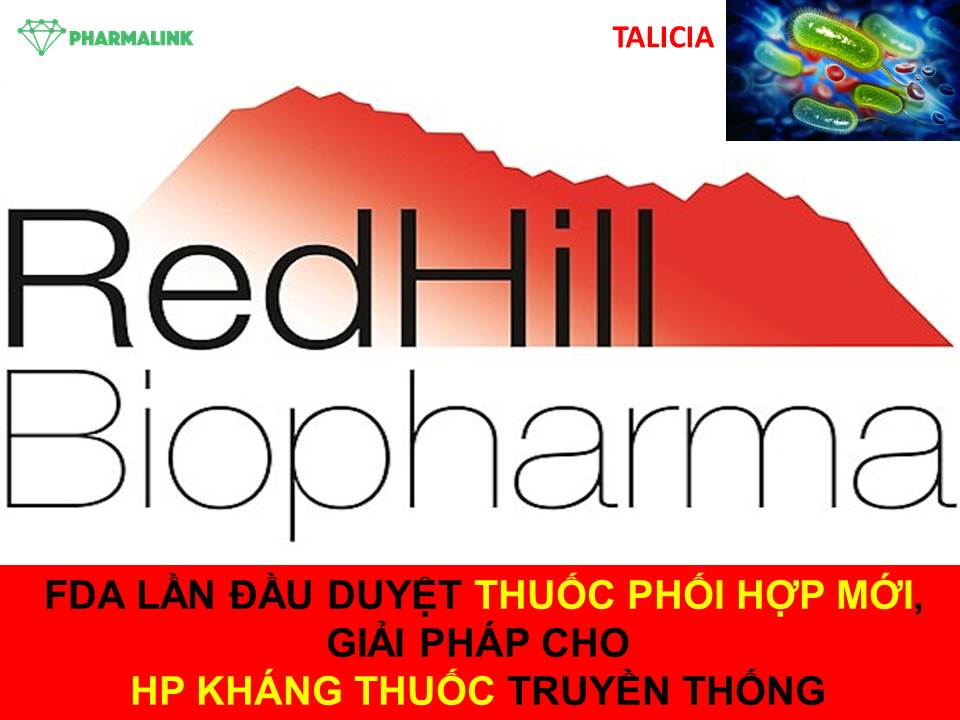 PHARMALINK
TALICIA
RedHill
Biopharma
FDA LẦN ĐẦU DUYỆT THUỐC PHỐI HỢP MỚI,
GIẢI PHÁP CHO
HP KHÁNG THUỐC TRUYỀN THỐNG